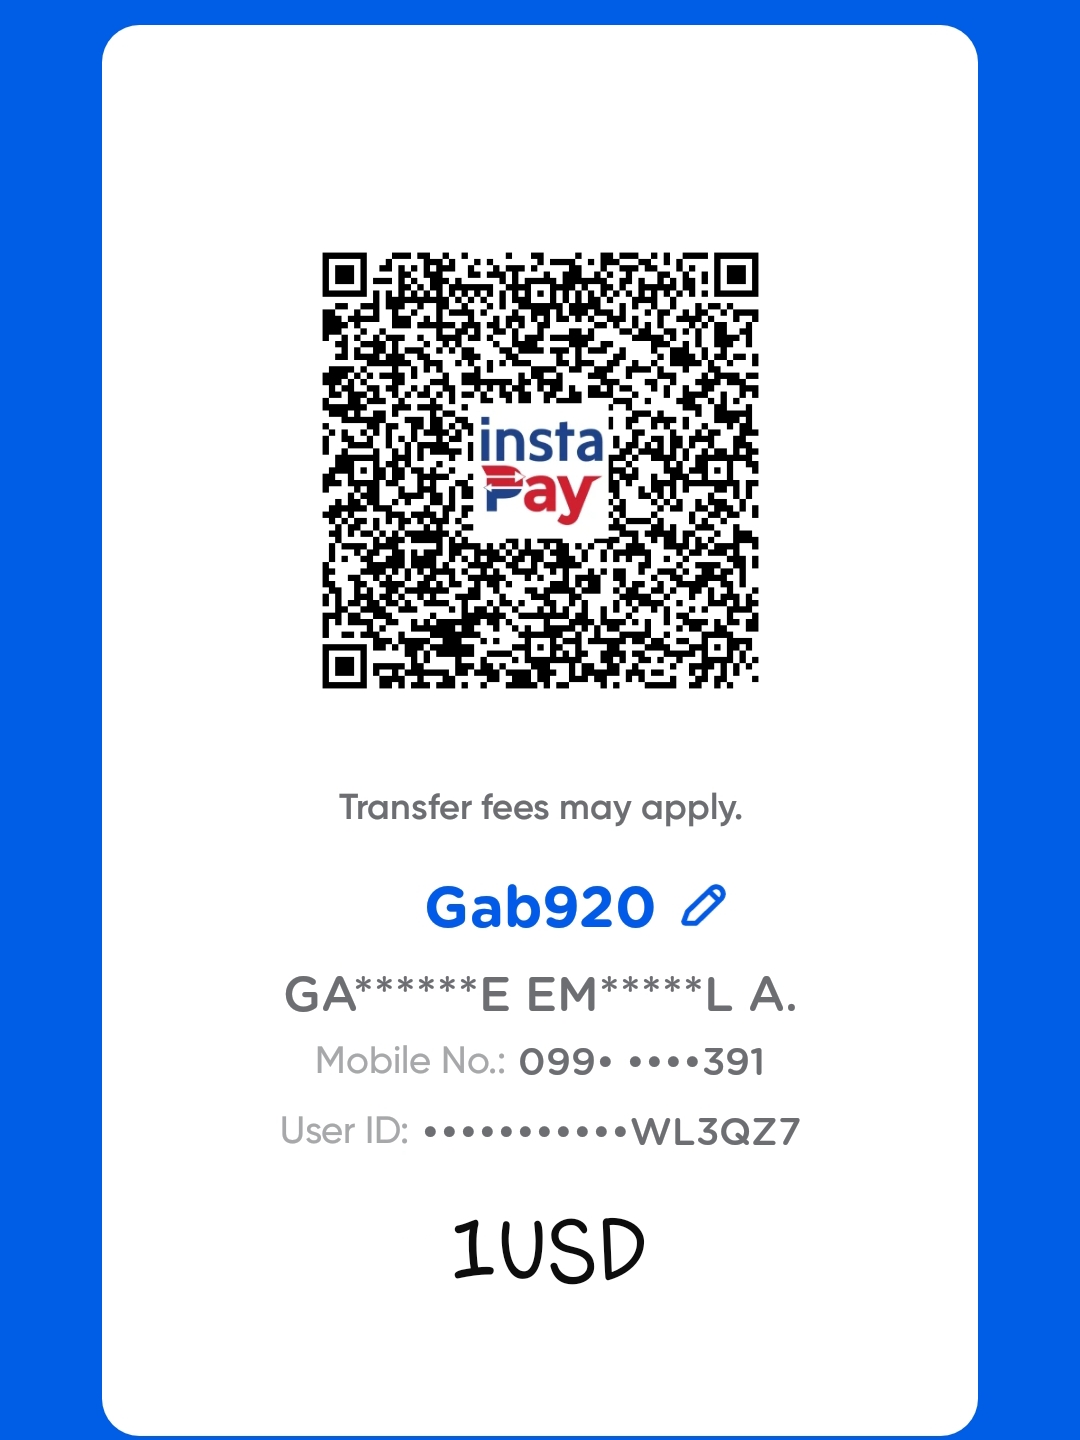 insta
Pay
Transfer fees may apply.
Gab920
GA******E EM*****L A.
Mobile No.: 099• ••••391
User ID: •••••••••••WL3QZ7
1USD